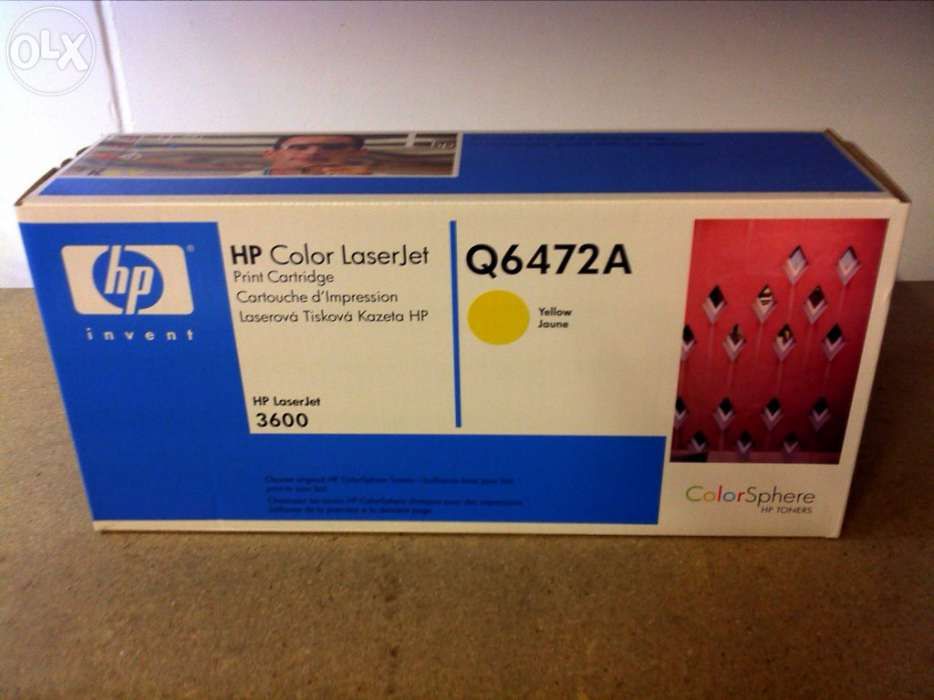 OLX
hp
invent
HP Color LaserJet
Print Cartridge
Cartouche d'Impression
Laserová Tisková Kazeta HP
HP LaserJet
3600
Q6472A
Yellow
Jaune
ColorSphere
HP TONERS